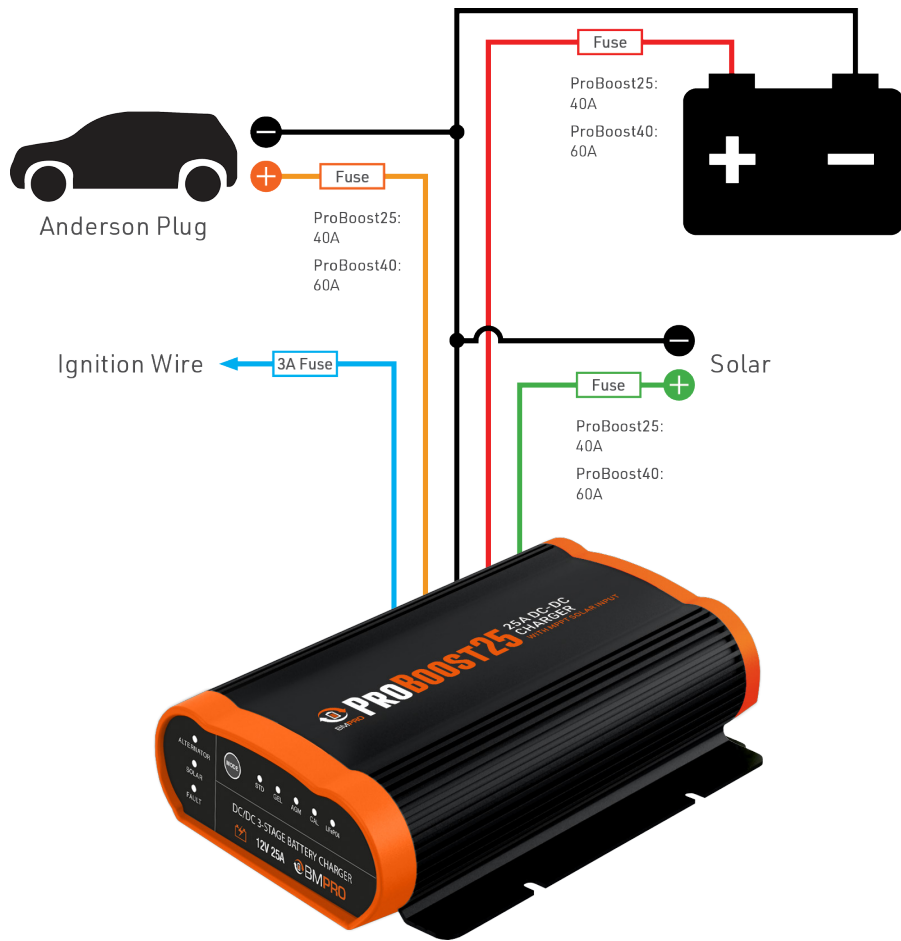 Fuse
ProBoost25:
40A
ProBoost40:
60A
+
−
−
+
Fuse
Anderson Plug
ProBoost25:
40A
ProBoost40:
60A
Ignition Wire
3A Fuse
−
Solar
Fuse
+
ProBoost25:
40A
ProBoost40:
60A
BMPRO
PROBOOST25
25A DC-DC
CHARGER
WITH MPPT SOLAR INPUT
ALTERNATOR
SOLAR
FAULT
MODE
STD
GEL
AGM
CAL
LiFePO4
DC/DC 3-STAGE BATTERY CHARGER
12V 25A
BMPRO